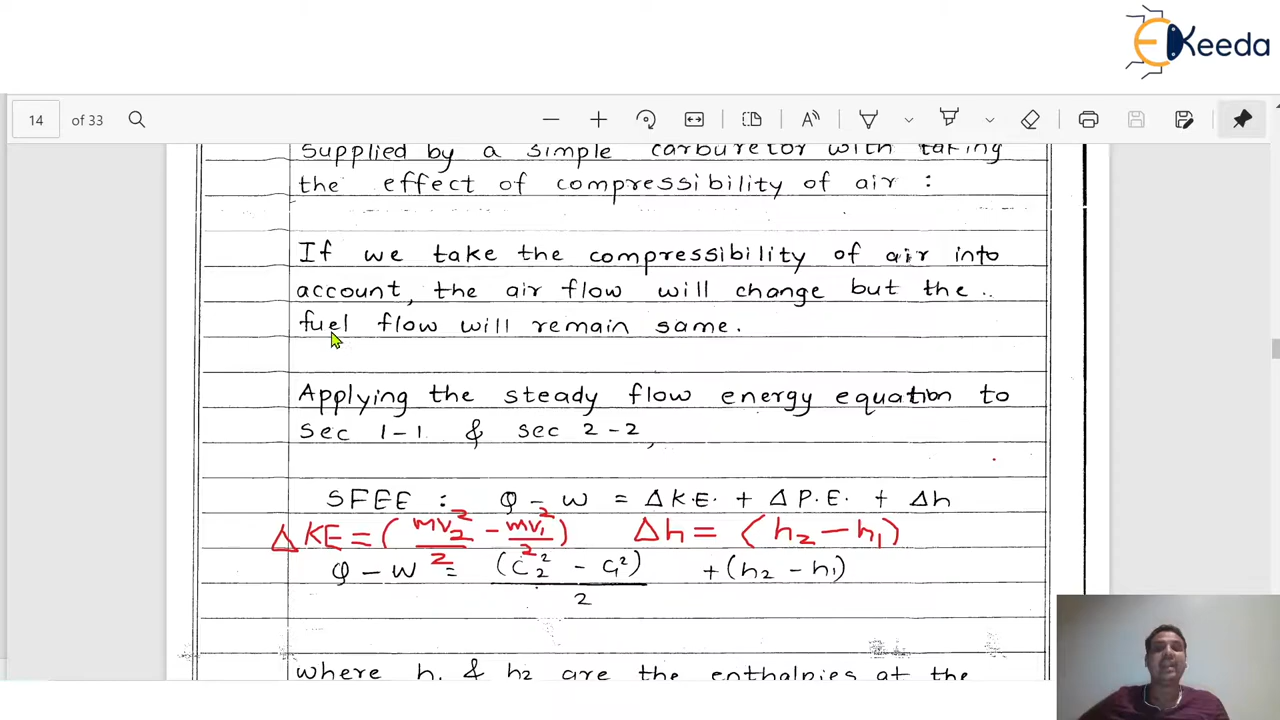 EKeeda
14 of 33
Supplied by a simple carburetor with taking
the effect of compressibility of air :
If we take the compressibility of air into
account, the air flow will change but the ..
fuel flow will remain same.
Applying the steady flow energy equation to
Sec 1-1 & sec 2-2,
SFEE : Q - W = Δ K.E. + Δ P.E. + Δh
ΔKE = (mv₂²/2 - mv₁²/2) Δh = (h₂ - h₁)
Q - W = (C₂² - C₁²)/2 + (h₂ - h₁)
where h₁ & h₂ are the enthalpies at the